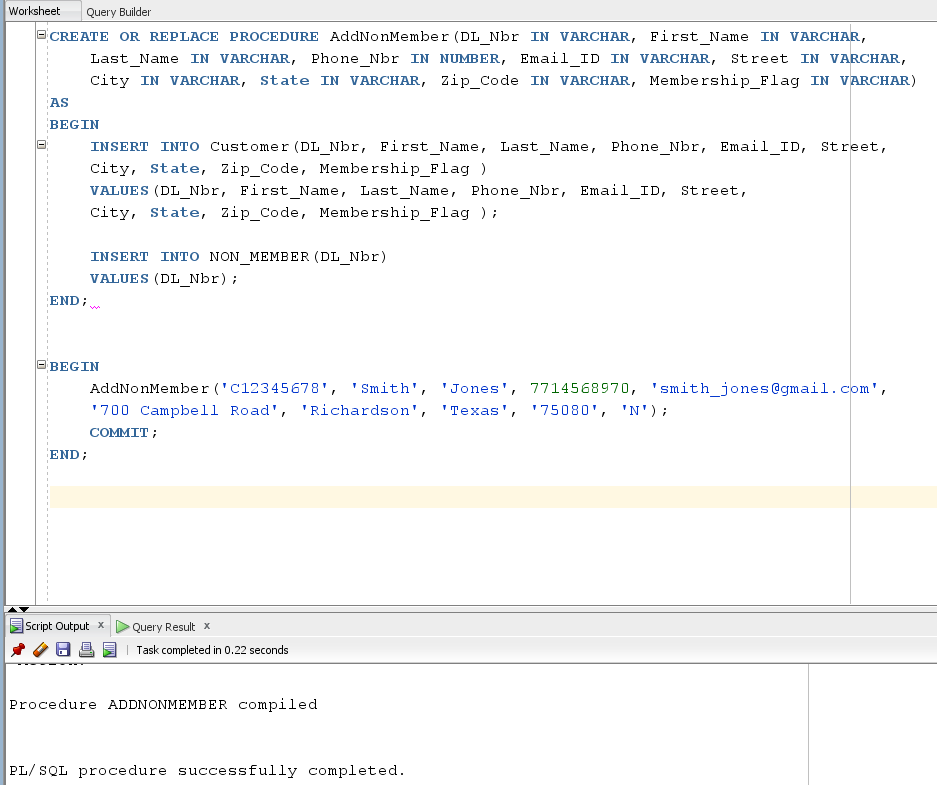 Worksheet Query Builder
CREATE OR REPLACE PROCEDURE AddNonMember(DL_Nbr IN VARCHAR, First_Name IN VARCHAR,
Last_Name IN VARCHAR, Phone_Nbr IN NUMBER, Email_ID IN VARCHAR, Street IN VARCHAR,
City IN VARCHAR, State IN VARCHAR, Zip_Code IN VARCHAR, Membership_Flag IN VARCHAR)
AS
BEGIN
INSERT INTO Customer(DL_Nbr, First_Name, Last_Name, Phone_Nbr, Email_ID, Street,
City, State, Zip_Code, Membership_Flag )
VALUES(DL_Nbr, First_Name, Last_Name, Phone_Nbr, Email_ID, Street,
City, State, Zip_Code, Membership_Flag );
INSERT INTO NON_MEMBER(DL_Nbr)
VALUES(DL_Nbr);
END;
BEGIN
AddNonMember('C12345678', 'Smith', 'Jones', 7714568970, 'smith_jones@gmail.com',
'700 Campbell Road', 'Richardson', 'Texas', '75080', 'N');
COMMIT;
END;
Script Output x Query Result x
Task completed in 0.22 seconds
Procedure ADDNONMEMBER compiled
PL/SQL procedure successfully completed.